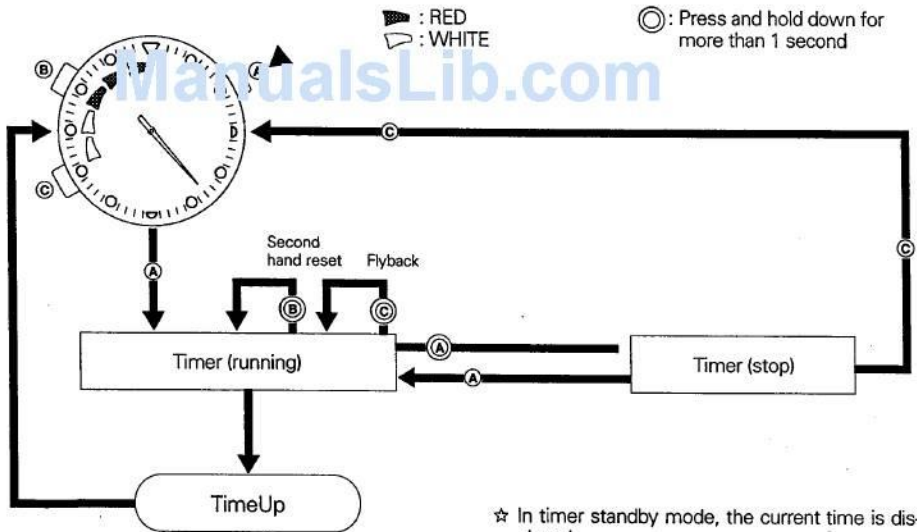 : RED
: WHITE
: Press and hold down for
more than 1 second
ManualsLib.com
B
A
C
C
A
Second
hand reset
Flyback
B
C
C
Timer (running)
A
A
Timer (stop)
TimeUp
☆ In timer standby mode, the current time is dis-